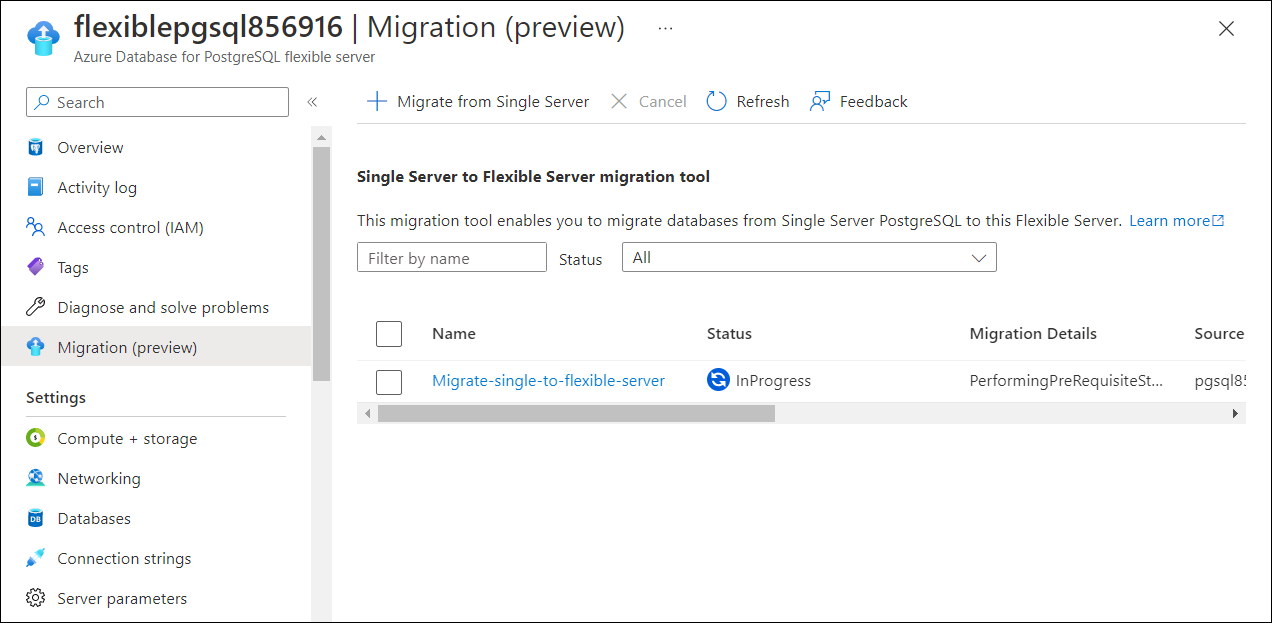 flexiblepgsql856916 | Migration (preview) ...
Azure Database for PostgreSQL flexible server
Search «
Overview
Activity log
Access control (IAM)
Tags
Diagnose and solve problems
Migration (preview)
Settings
Compute + storage
Networking
DB Databases
Connection strings
Server parameters
Migrate from Single Server Cancel Refresh Feedback
Single Server to Flexible Server migration tool
This migration tool enables you to migrate databases from Single Server PostgreSQL to this Flexible Server. Learn more
Filter by name Status All
Name Status Migration Details Source
Migrate-single-to-flexible-server InProgress PerformingPreRequisiteSt... pgsql85